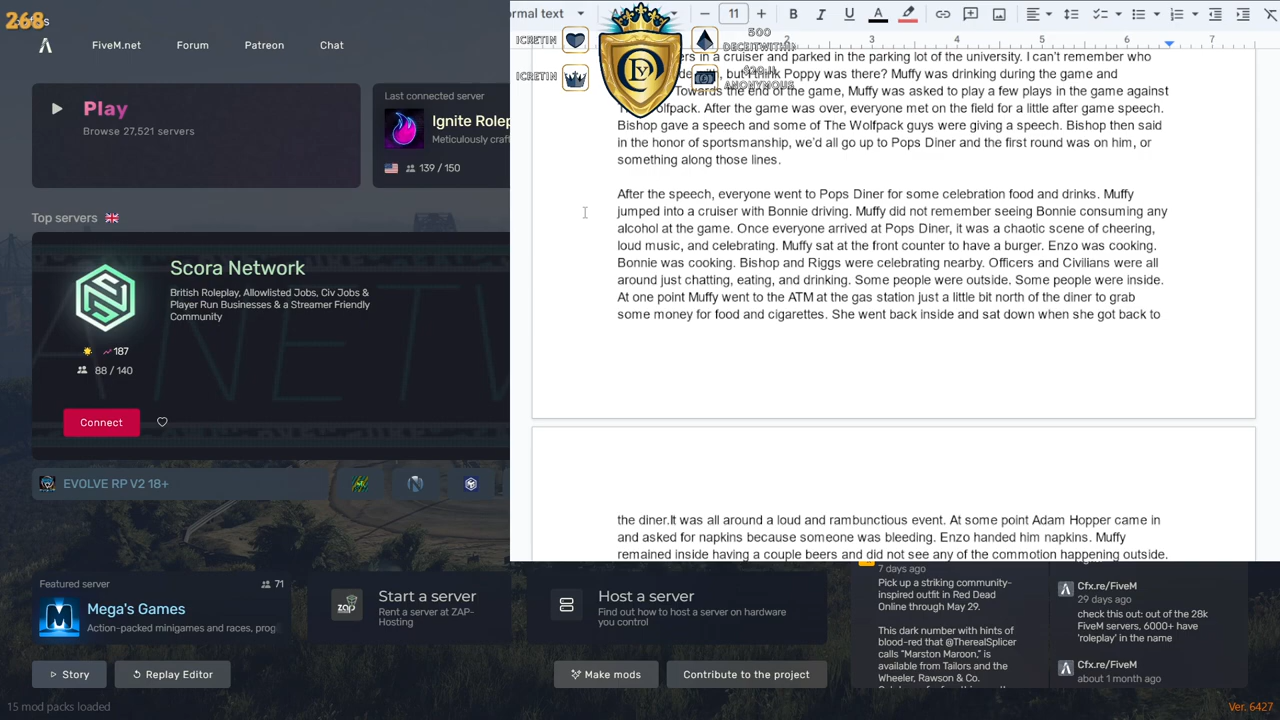 268
FiveM.net
Forum
Patreon
Chat
Play
Browse 27,521 servers
Last connected server
Ignite Rolep
Meticulously craft
139 / 150
Top servers
Scora Network
British Roleplay, Allowlisted Jobs, Civ Jobs &
Player Run Businesses & a Streamer Friendly
Community
187
88 / 140
Connect
EVOLVE RP V2 18+
Featured server
71
Mega's Games
Action-packed minigames and races, prog
zap
Start a server
Rent a server at ZAP-
Hosting
Host a server
Find out how to host a server on hardware
you control
Story
Replay Editor
Make mods
Contribute to the project
15 mod packs loaded
7 days ago
Pick up a striking community-
inspired outfit in Red Dead
Online through May 29.
This dark number with hints of
blood-red that @TherealSplicer
calls “Marston Maroon,” is
available from Tailors and the
Wheeler, Rawson & Co.
Cfx.re/FiveM
29 days ago
check this out: out of the 28k
FiveM servers, 6000+ have
'roleplay' in the name
Cfx.re/FiveM
about 1 month ago
Ver. 6427
ormal text
11
B I U A
2 3 4 5 6 7
ICRETIN
ICRETIN
500
DECEITWITHIN
ANONYMOUS
DY
ers in a cruiser and parked in the parking lot of the university. I can't remember who
but I think Poppy was there? Muffy was drinking during the game and
Towards the end of the game, Muffy was asked to play a few plays in the game against
olfpack. After the game was over, everyone met on the field for a little after game speech.
Bishop gave a speech and some of The Wolfpack guys were giving a speech. Bishop then said
in the honor of sportsmanship, we'd all go up to Pops Diner and the first round was on him, or
something along those lines.
After the speech, everyone went to Pops Diner for some celebration food and drinks. Muffy
jumped into a cruiser with Bonnie driving. Muffy did not remember seeing Bonnie consuming any
alcohol at the game. Once everyone arrived at Pops Diner, it was a chaotic scene of cheering,
loud music, and celebrating. Muffy sat at the front counter to have a burger. Enzo was cooking.
Bonnie was cooking. Bishop and Riggs were celebrating nearby. Officers and Civilians were all
around just chatting, eating, and drinking. Some people were outside. Some people were inside.
At one point Muffy went to the ATM at the gas station just a little bit north of the diner to grab
some money for food and cigarettes. She went back inside and sat down when she got back to
the diner.It was all around a loud and rambunctious event. At some point Adam Hopper came in
and asked for napkins because someone was bleeding. Enzo handed him napkins. Muffy
remained inside having a couple beers and did not see any of the commotion happening outside.